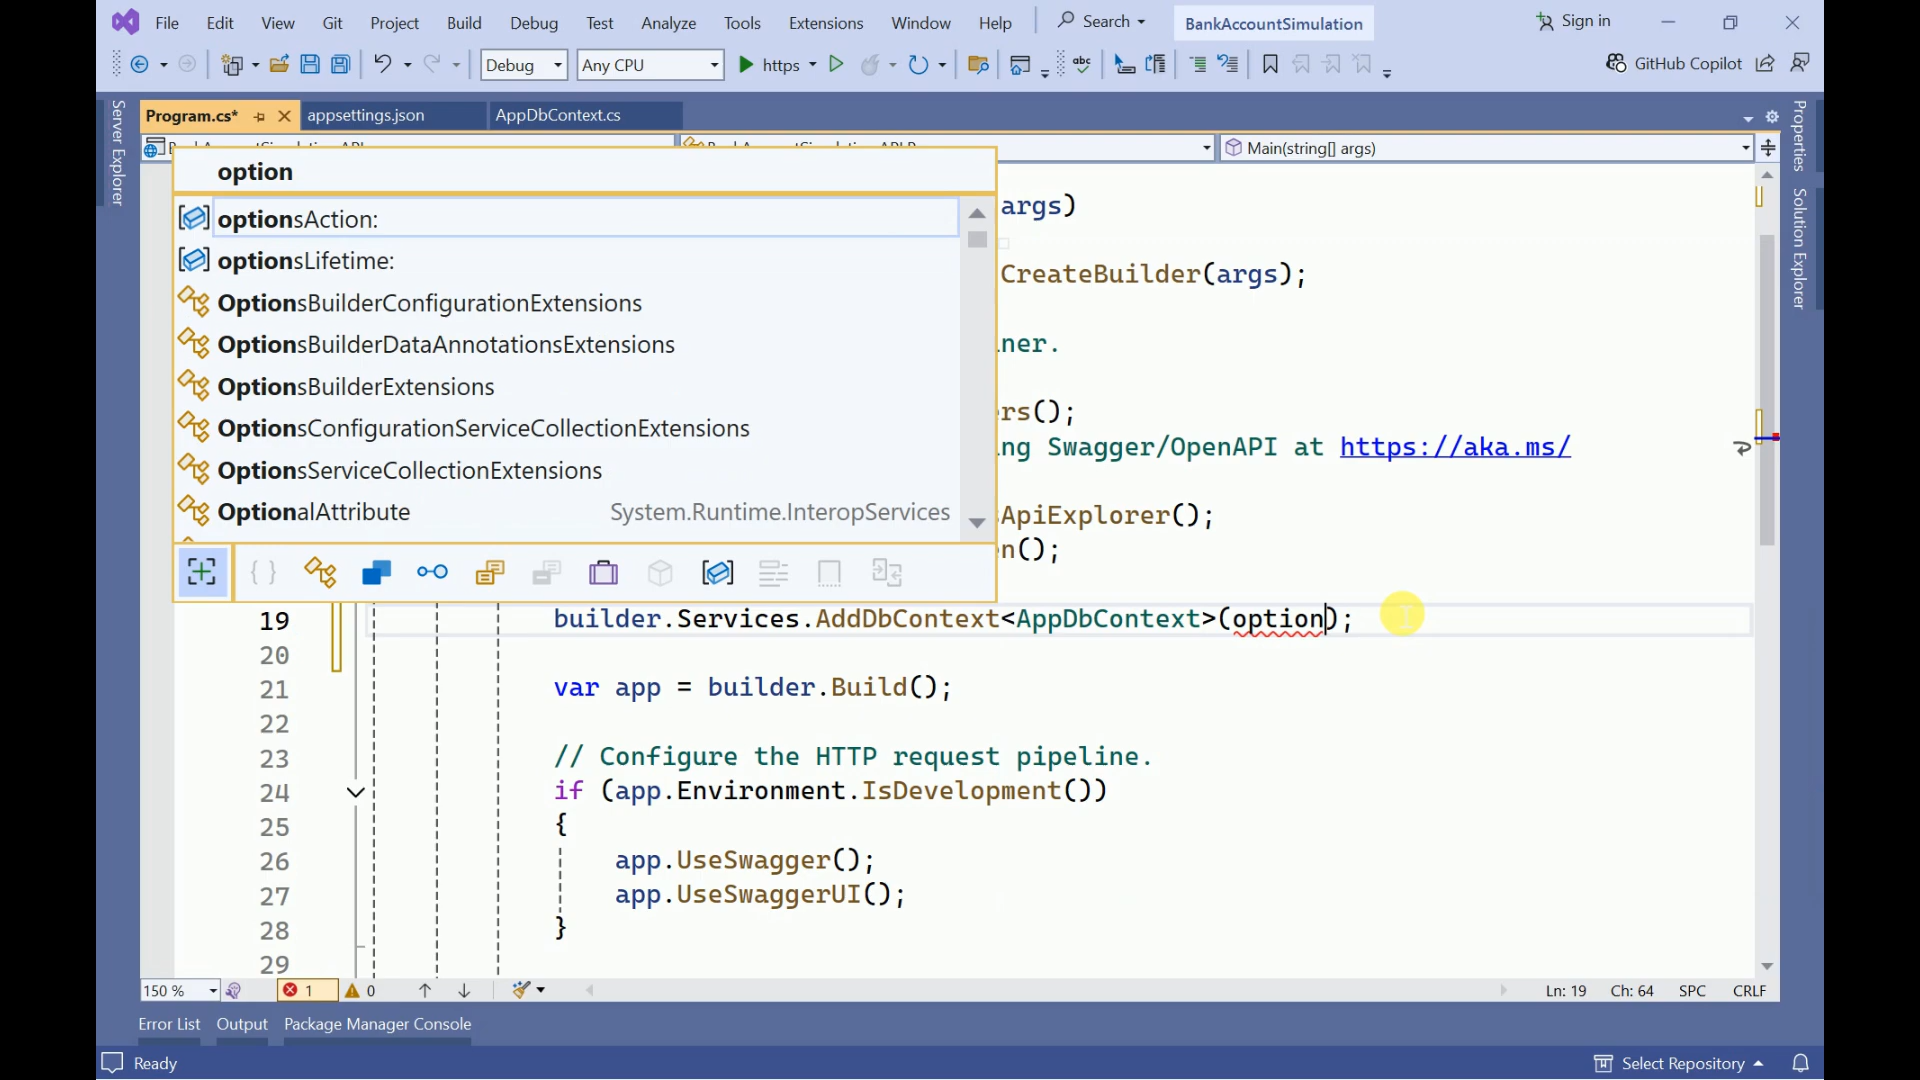 File Edit View Git Project Build Debug Test Analyze Tools Extensions Window Help Search BankAccountSimulation Sign in
Debug Any CPU https abc GitHub Copilot
Server Explorer
Program.cs* appsettings.json AppDbContext.cs
Main(string[] args)
Properties
Solution Explorer
option
optionsAction:
optionsLifetime:
OptionsBuilderConfigurationExtensions
OptionsBuilderDataAnnotationsExtensions
OptionsBuilderExtensions
OptionsConfigurationServiceCollectionExtensions
OptionsServiceCollectionExtensions
OptionalAttribute System.Runtime.InteropServices
args)
CreateBuilder(args);
ner.
rs();
ng Swagger/OpenAPI at https://aka.ms/
ApiExplorer();
n();
19 builder.Services.AddDbContext<AppDbContext>(option);
20
21 var app = builder.Build();
22
23 // Configure the HTTP request pipeline.
24 if (app.Environment.IsDevelopment())
25 {
26 app.UseSwagger();
27 app.UseSwaggerUI();
28 }
29
150 % 1 0 Ln: 19 Ch: 64 SPC CRLF
Error List Output Package Manager Console
Ready Select Repository